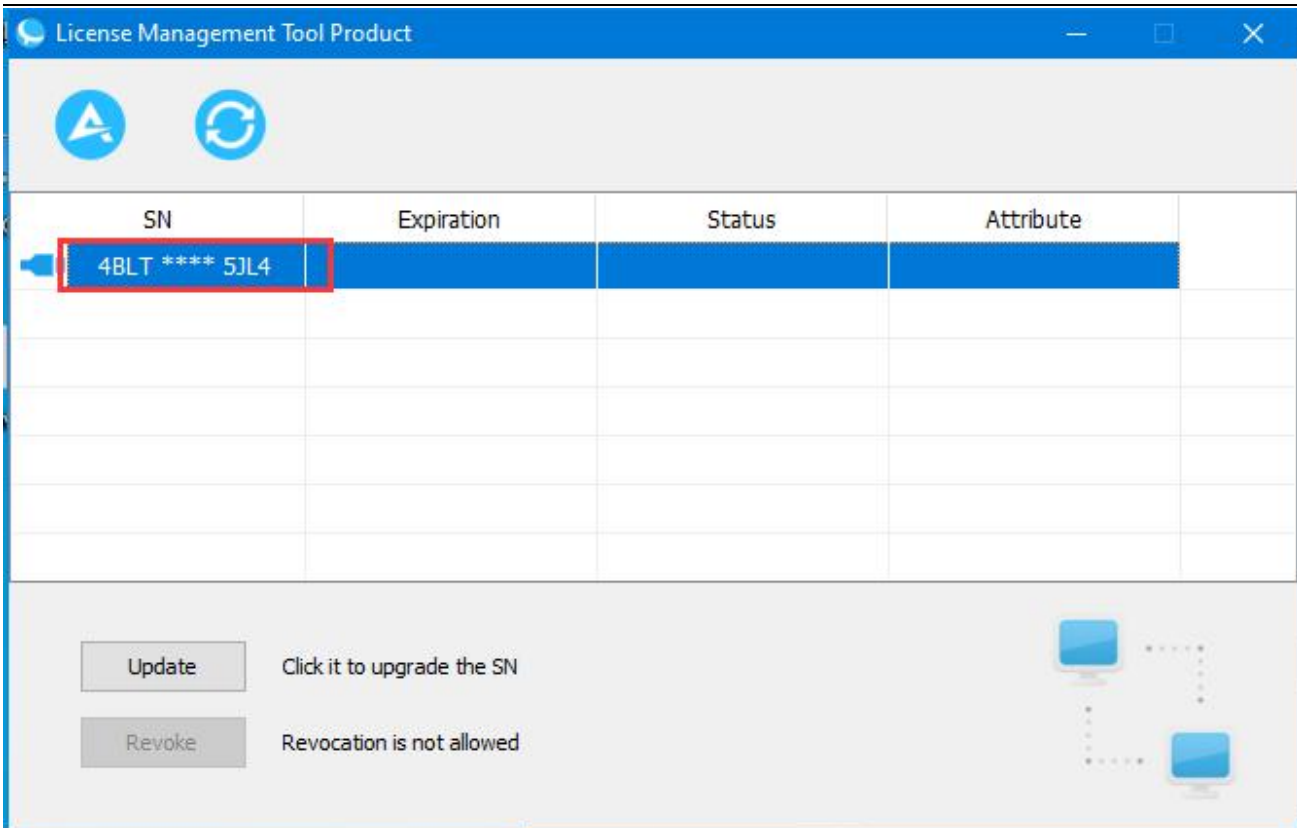 License Management Tool Product
SN Expiration Status Attribute
4BLT **** 5JL4
Update Click it to upgrade the SN
Revoke Revocation is not allowed